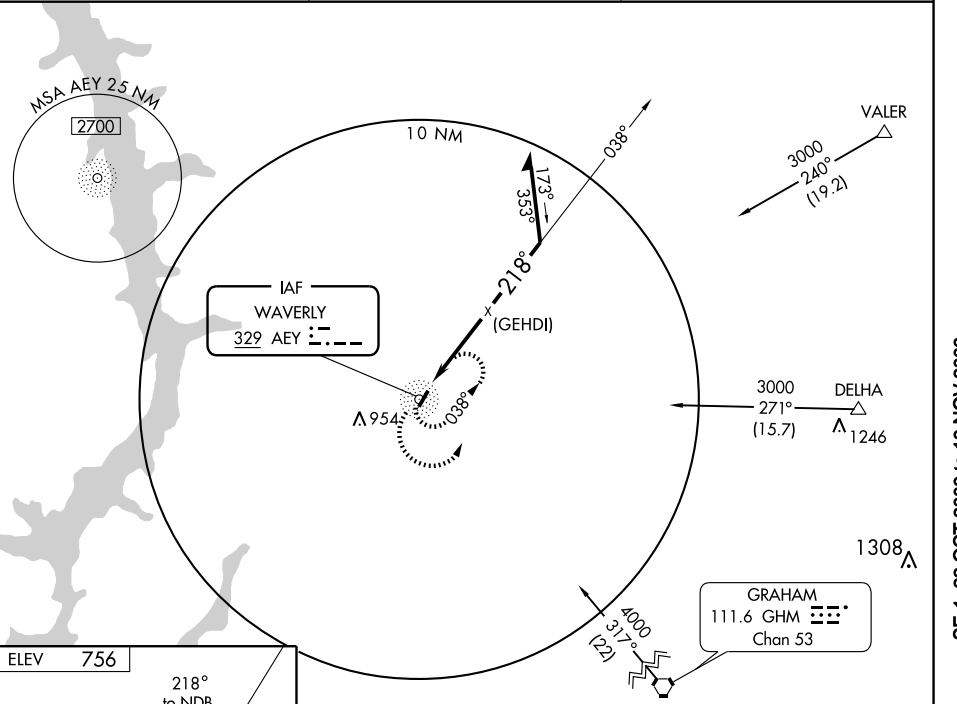 MSA AEY 25 NM
2700
10 NM
038°
VALER
3000
240°
(19.2)
173°
353°
218°
IAF
WAVERLY
329 AEY
X
(GEHDI)
038°
954
3000
271°
(15.7)
DELHA
1246
1308
4000
317°
(22)
GRAHAM
111.6 GHM
Chan 53
ELEV 756
218°
to NDB